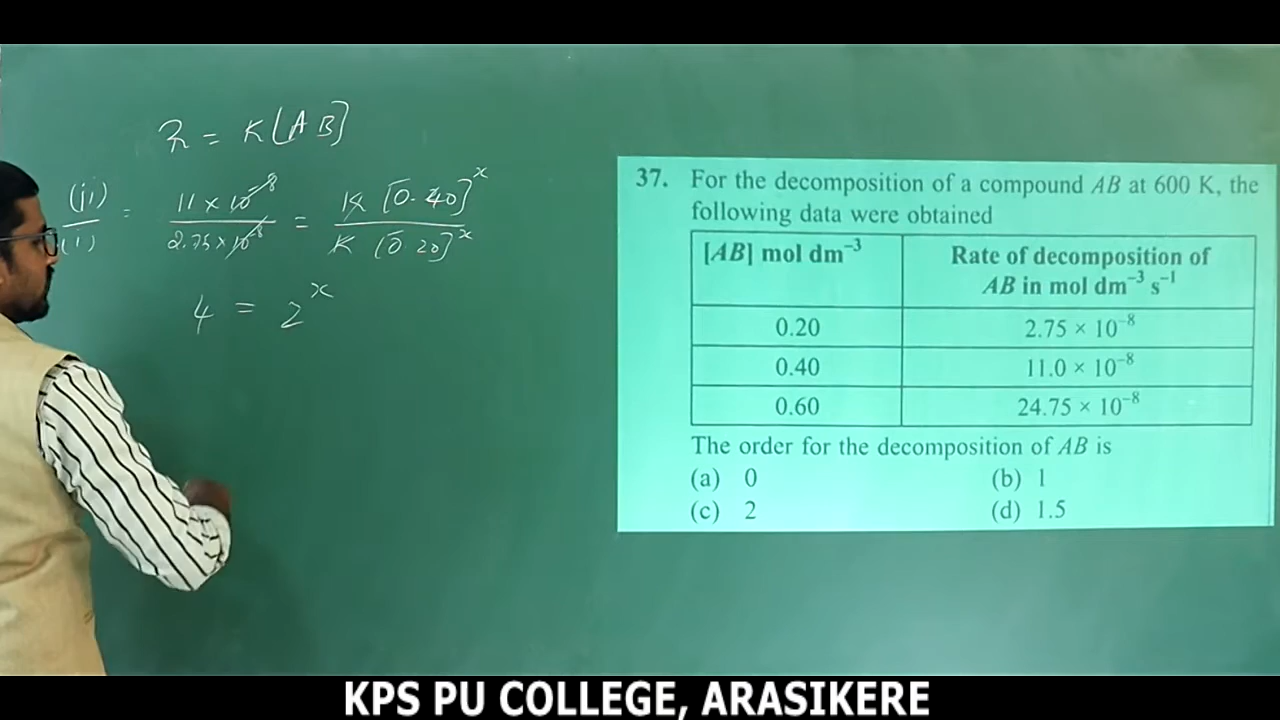 r = K[AB]
(ii)/(i) = 11 × 10⁻⁸ / 2.75 × 10⁻⁸ = K [0.40]ˣ / K [0.20]ˣ
4 = 2ˣ
37. For the decomposition of a compound AB at 600 K, the
following data were obtained
[AB] mol dm⁻³ Rate of decomposition of
AB in mol dm⁻³ s⁻¹
0.20 2.75 × 10⁻⁸
0.40 11.0 × 10⁻⁸
0.60 24.75 × 10⁻⁸
The order for the decomposition of AB is
(a) 0 (b) 1
(c) 2 (d) 1.5
KPS PU COLLEGE, ARASIKERE